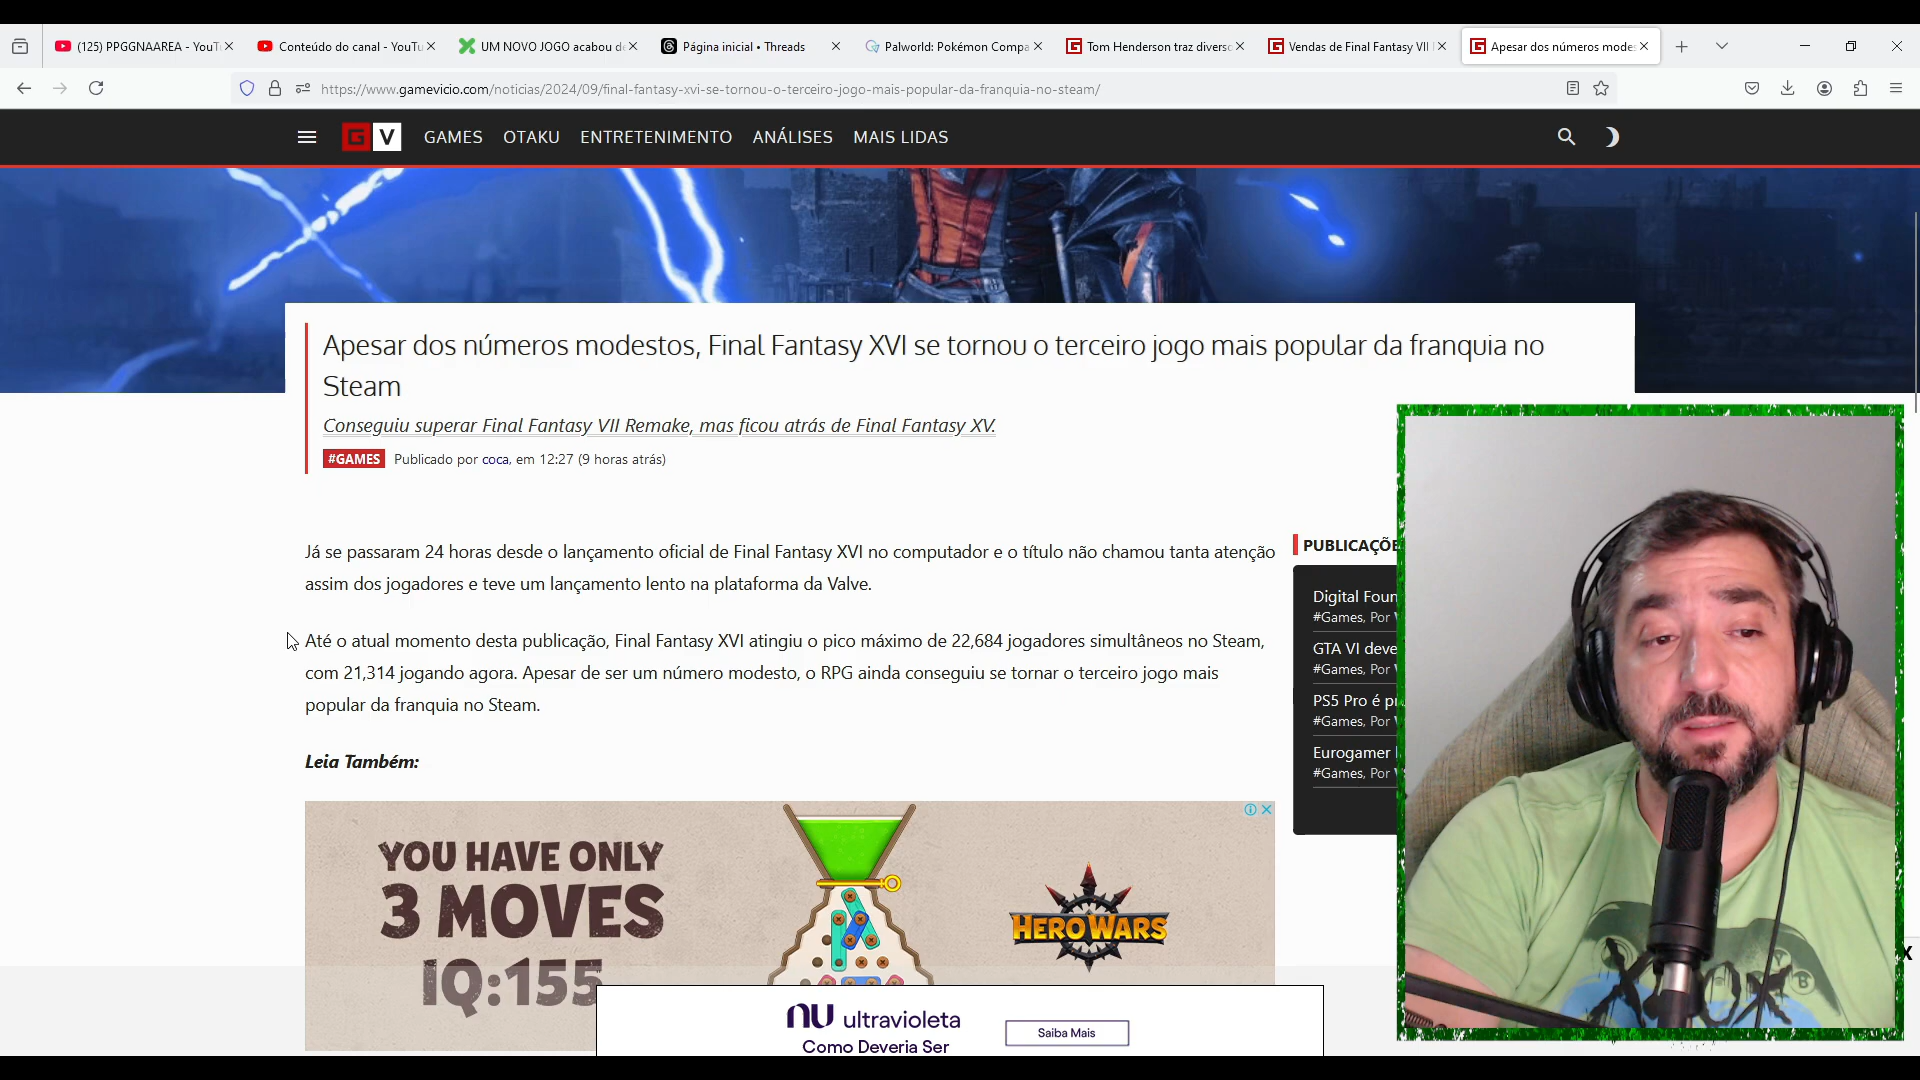 (125) PPGGNAAREA - YouTu
Conteúdo do canal - YouTu
UM NOVO JOGO acabou de
Página inicial • Threads
Palworld: Pokémon Compa
Tom Henderson traz diverso
Vendas de Final Fantasy VII
Apesar dos números modes
https://www.gamevicio.com/noticias/2024/09/final-fantasy-xvi-se-tornou-o-terceiro-jogo-mais-popular-da-franquia-no-steam/
G V
GAMES OTAKU ENTRETENIMENTO ANÁLISES MAIS LIDAS
Apesar dos números modestos, Final Fantasy XVI se tornou o terceiro jogo mais popular da franquia no
Steam
Conseguiu superar Final Fantasy VII Remake, mas ficou atrás de Final Fantasy XV.
#GAMES Publicado por coca, em 12:27 (9 horas atrás)
Já se passaram 24 horas desde o lançamento oficial de Final Fantasy XVI no computador e o título não chamou tanta atenção
assim dos jogadores e teve um lançamento lento na plataforma da Valve.
Até o atual momento desta publicação, Final Fantasy XVI atingiu o pico máximo de 22,684 jogadores simultâneos no Steam,
com 21,314 jogando agora. Apesar de ser um número modesto, o RPG ainda conseguiu se tornar o terceiro jogo mais
popular da franquia no Steam.
Leia Também:
PUBLICAÇÕE
Digital Foun
#Games, Por
GTA VI deve
#Games, Por
PS5 Pro é p
#Games, Por
Eurogamer
#Games, Por
YOU HAVE ONLY
3 MOVES
IQ:155
HERO WARS
nu ultravioleta
Como Deveria Ser
Saiba Mais
X